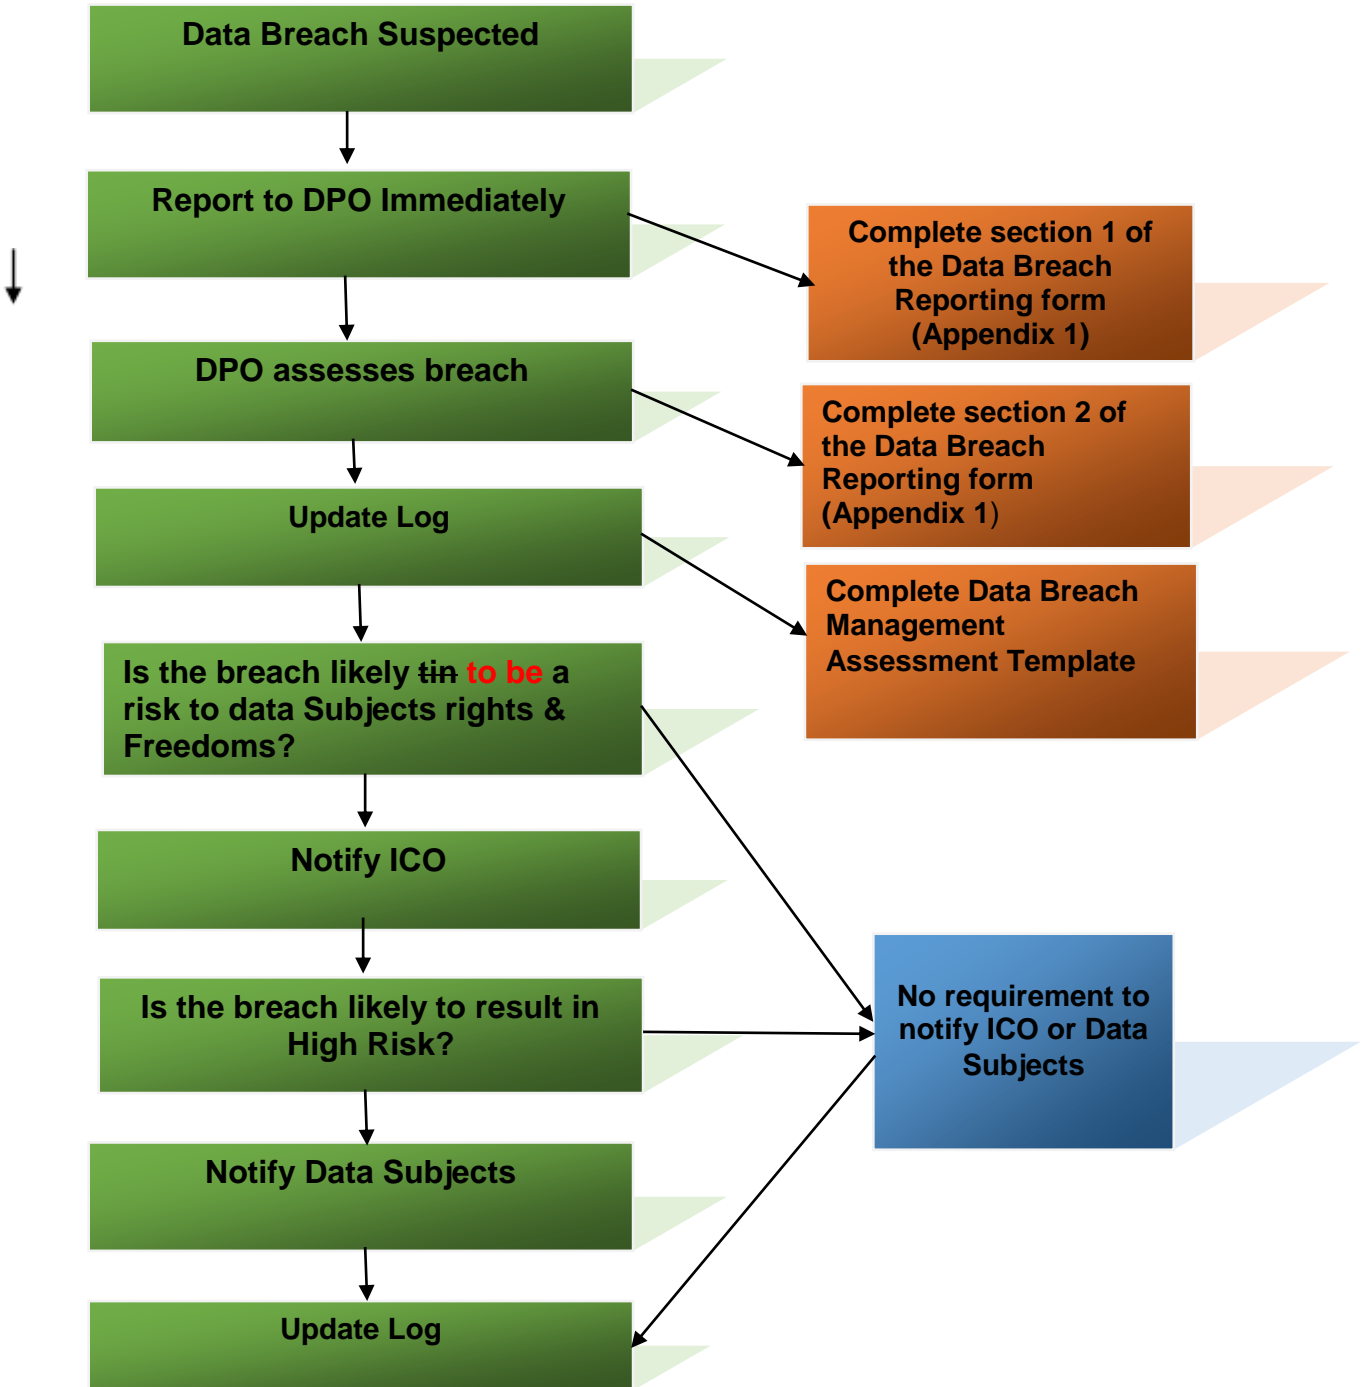 Data Breach Suspected
Report to DPO Immediately
Complete section 1 of
the Data Breach
Reporting form
(Appendix 1)
DPO assesses breach
Complete section 2 of
the Data Breach
Reporting form
(Appendix 1)
Update Log
Complete Data Breach
Management
Assessment Template
Is the breach likely tin to be a
risk to data Subjects rights &
Freedoms?
Notify ICO
No requirement to
notify ICO or Data
Subjects
Is the breach likely to result in
High Risk?
Notify Data Subjects
Update Log